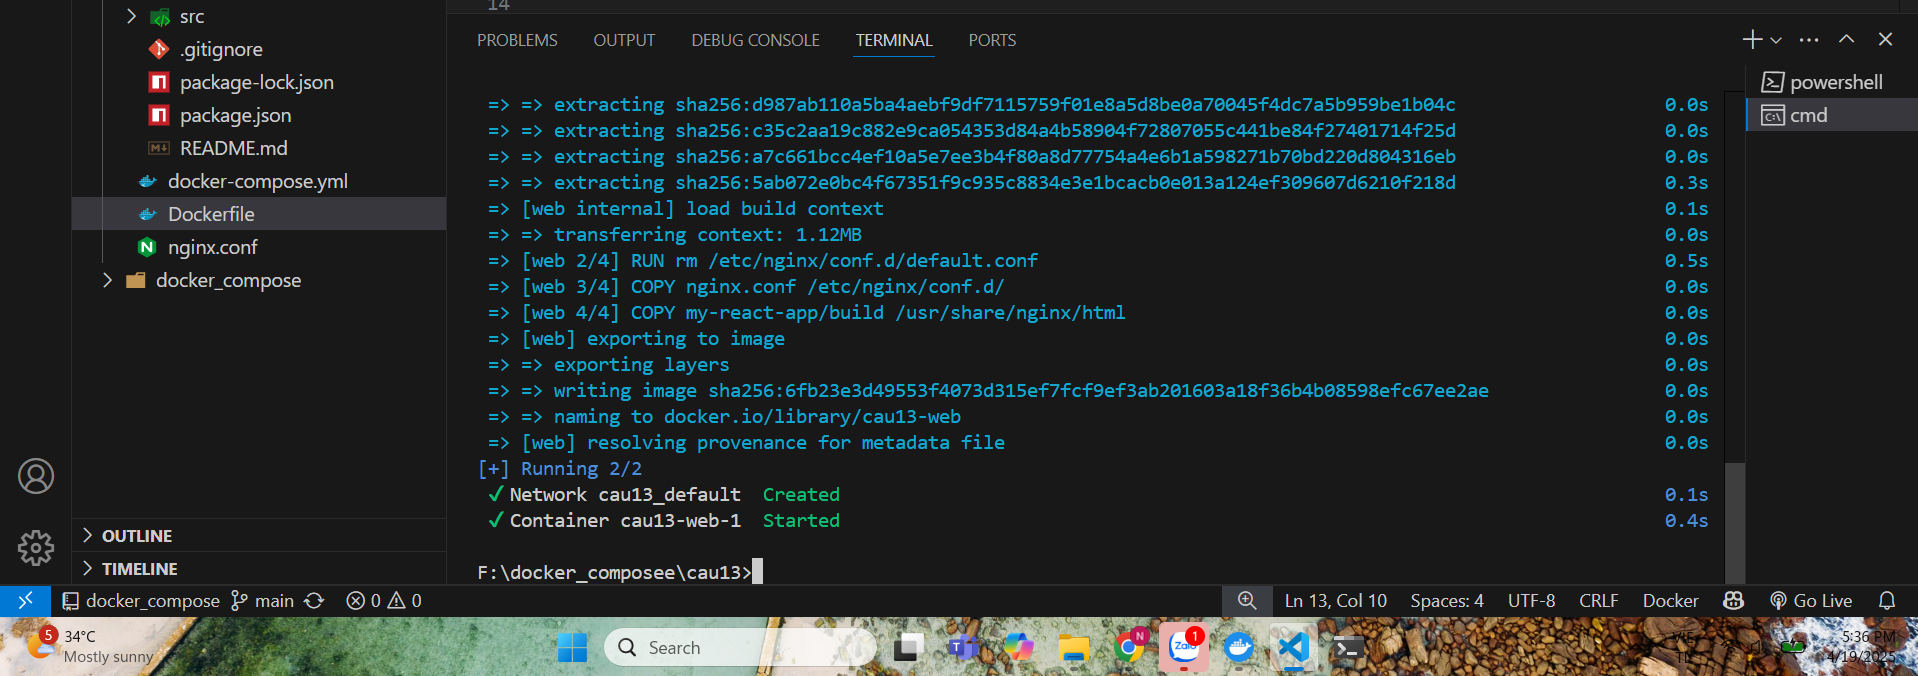 src
.gitignore
package-lock.json
package.json
README.md
docker-compose.yml
Dockerfile
nginx.conf
docker_compose
OUTLINE
TIMELINE
14
PROBLEMS OUTPUT DEBUG CONSOLE TERMINAL PORTS
=> => extracting sha256:d987ab110a5ba4aebf9df7115759f01e8a5d8be0a70045f4dc7a5b959be1b04c 0.0s
=> => extracting sha256:c35c2aa19c882e9ca054353d84a4b58904f72807055c441be84f27401714f25d 0.0s
=> => extracting sha256:a7c661bcc4ef10a5e7ee3b4f80a8d77754a4e6b1a598271b70bd220d804316eb 0.0s
=> => extracting sha256:5ab072e0bc4f67351f9c935c8834e3e1bcacb0e013a124ef309607d6210f218d 0.3s
=> [web internal] load build context 0.1s
=> => transferring context: 1.12MB 0.0s
=> [web 2/4] RUN rm /etc/nginx/conf.d/default.conf 0.5s
=> [web 3/4] COPY nginx.conf /etc/nginx/conf.d/ 0.0s
=> [web 4/4] COPY my-react-app/build /usr/share/nginx/html 0.0s
=> [web] exporting to image 0.0s
=> => exporting layers 0.0s
=> => writing image sha256:6fb23e3d49553f4073d315ef7fcf9ef3ab201603a18f36b4b08598efc67ee2ae 0.0s
=> => naming to docker.io/library/cau13-web 0.0s
=> [web] resolving provenance for metadata file 0.0s
[+] Running 2/2
✓ Network cau13_default Created 0.1s
✓ Container cau13-web-1 Started 0.4s
F:\docker_composee\cau13>
powershell
cmd
docker_compose main 0 0 Ln 13, Col 10 Spaces: 4 UTF-8 CRLF Docker Go Live
5 34°C
Mostly sunny
Search
N
Zalo 1
5:36 PM
4/19/2025